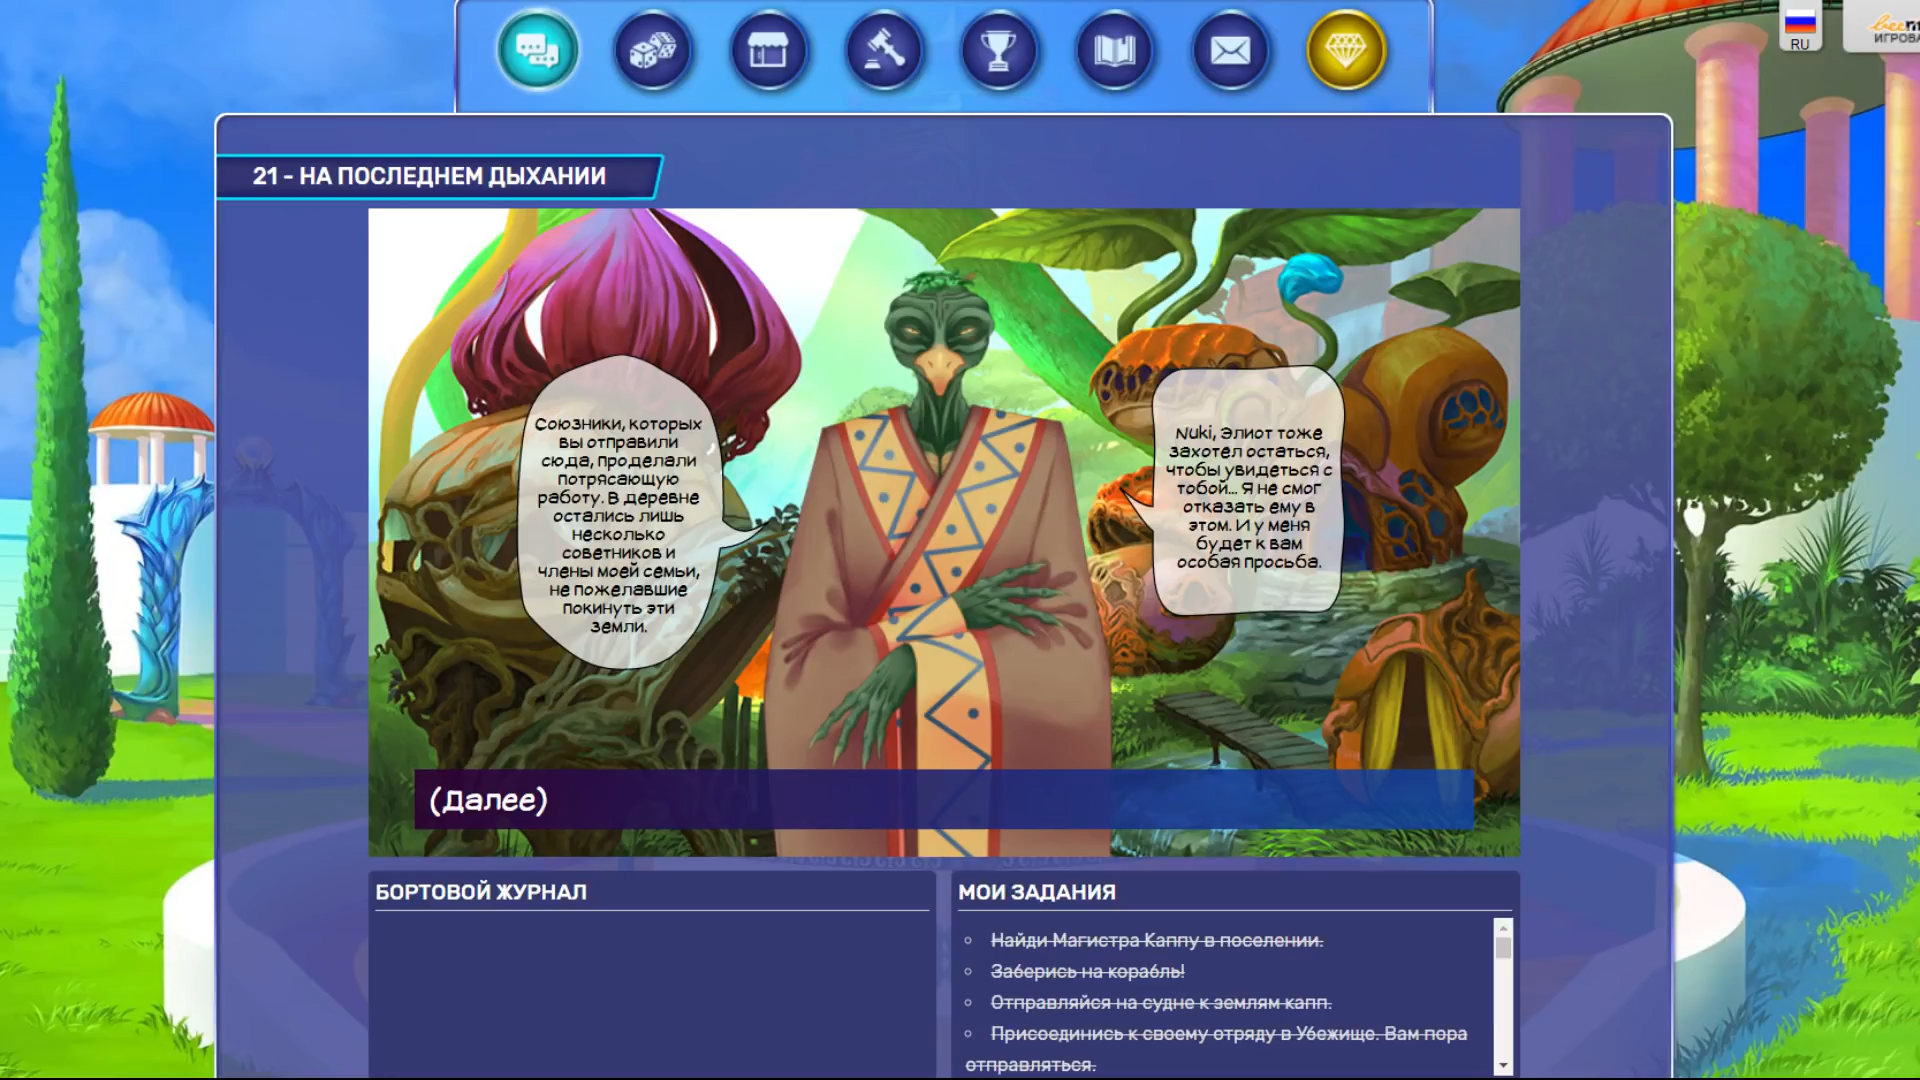 RU
ИГРОВА
21 - НА ПОСЛЕДНЕМ ДЫХАНИИ
Союзники, которых
вы отправили
сюда, проделали
потрясающую
работу. В деревне
остались лишь
несколько
советников и
члены моей семьи,
не пожелавшие
покинуть эти
земли.
Nuki, Элиот тоже
захотел остаться,
чтобы увидеться с
тобой... Я не смог
отказать ему в
этом. И у меня
будет к вам
особая просьба.
(Далее)
БОРТОВОЙ ЖУРНАЛ
МОИ ЗАДАНИЯ
Найди Магистра Каппу в поселении.
Заберись на корабль!
Отправляйся на судне к землям капп.
Присоединись к своему отряду в Убежище. Вам пора
отправляться.